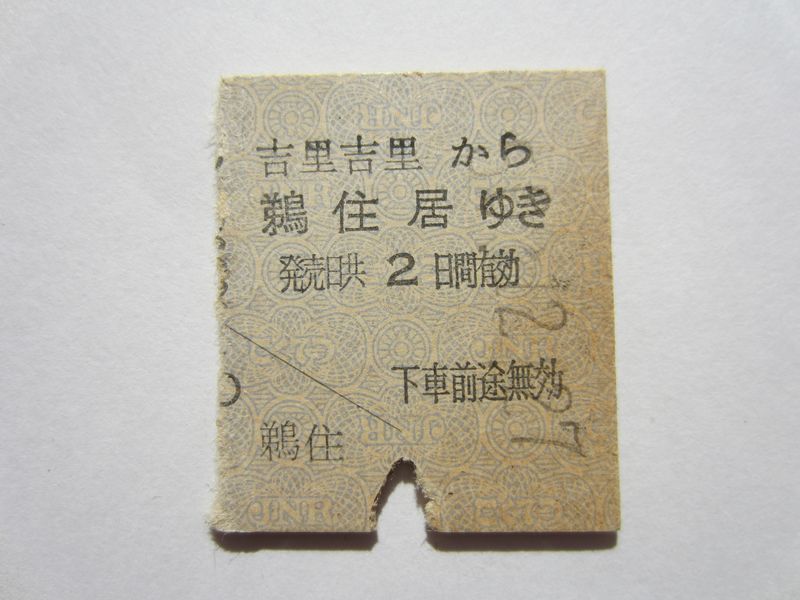 吉里吉里 から
鵜 住 居 ゆき
発売日共 2 日間有効
下車前途無効
鵜住